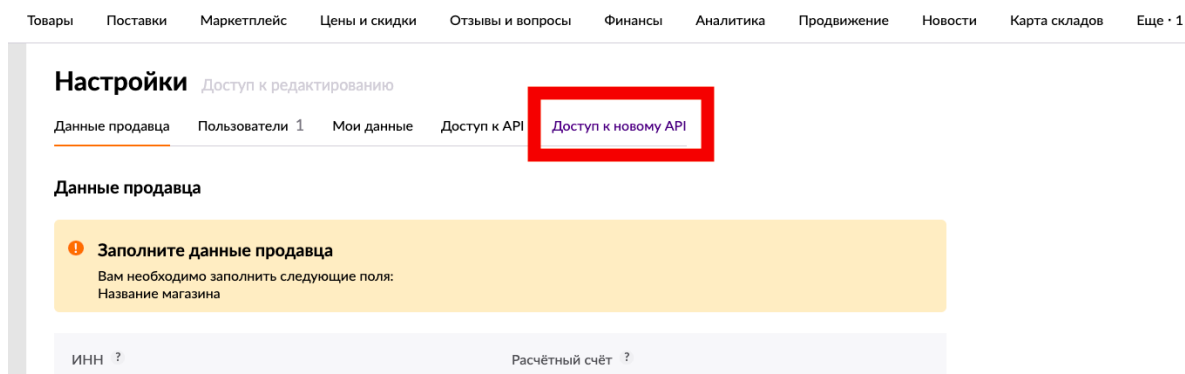 Товары Поставки Маркетплейс Цены и скидки Отзывы и вопросы Финансы Аналитика Продвижение Новости Карта складов Еще · 1
Настройки Доступ к редактированию
Данные продавца Пользователи 1 Мои данные Доступ к API Доступ к новому API
Данные продавца
Заполните данные продавца
Вам необходимо заполнить следующие поля:
Название магазина
ИНН ? Расчётный счёт ?